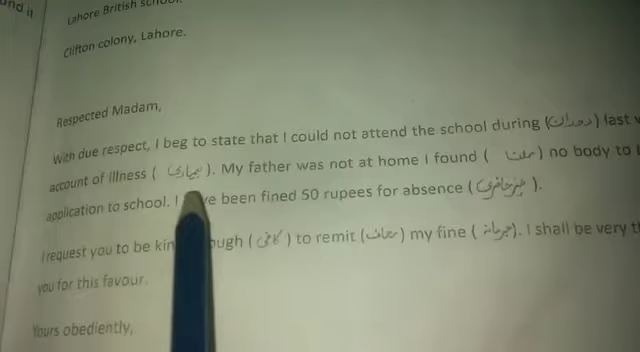 Lahore British
Clifton colony, Lahore.
Respected Madam,
With due respect, I beg to state that I could not attend the school during (دوران) last
account of illness ( بیماری ). My father was not at home I found ( ملنا ) no body to
application to school. I been fined 50 rupees for absence (غیر حاضری ).
I request you to be kin ough (کافی ) to remit (معاف) my fine ( جرمانہ ). I shall be very
you for this favour.
Yours obediently,